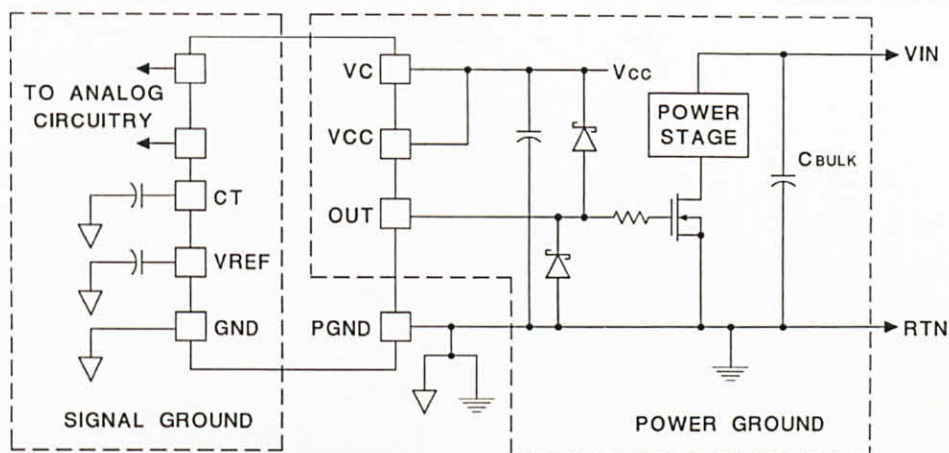 TO ANALOG
CIRCUITRY
CT
VREF
GND
SIGNAL GROUND
VC
VCC
OUT
PGND
VCC
POWER
STAGE
CBULK
VIN
RTN
POWER GROUND